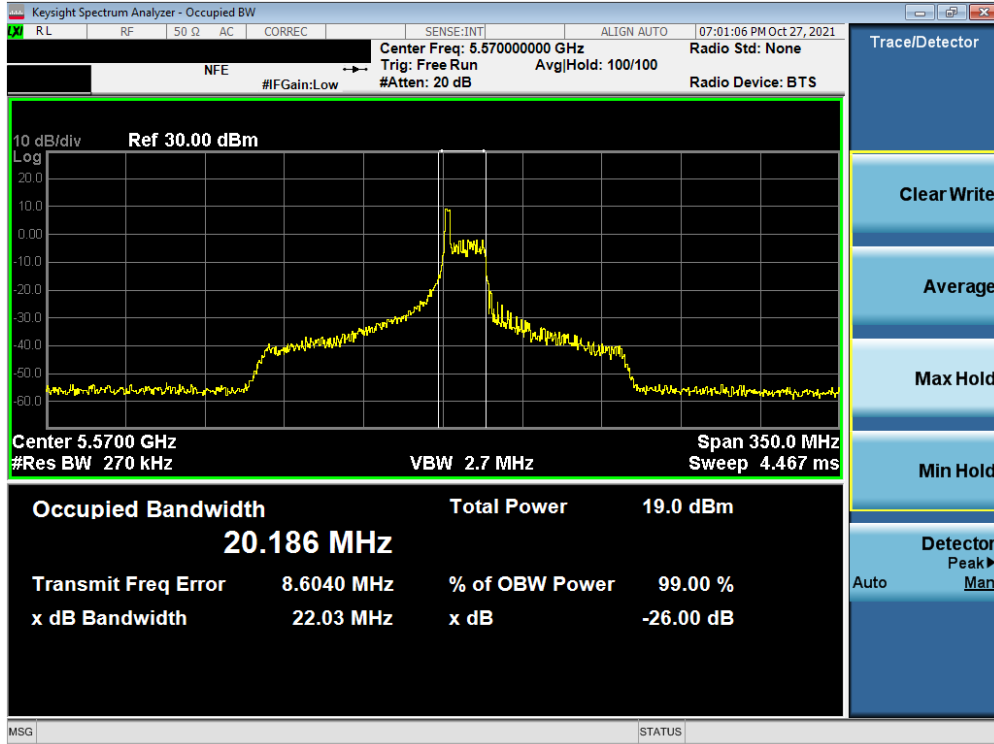 Keysight Spectrum Analyzer - Occupied BW
LXI RL RF 50 Ω AC CORREC SENSE:INT ALIGN AUTO 07:01:06 PM Oct 27, 2021
Center Freq: 5.570000000 GHz Radio Std: None
NFE Trig: Free Run Avg|Hold: 100/100
#IFGain:Low #Atten: 20 dB Radio Device: BTS
10 dB/div Ref 30.00 dBm
Log
20.0
10.0
0.00
-10.0
-20.0
-30.0
-40.0
-50.0
-60.0
Center 5.5700 GHz Span 350.0 MHz
#Res BW 270 kHz VBW 2.7 MHz Sweep 4.467 ms
Occupied Bandwidth Total Power 19.0 dBm
20.186 MHz
Transmit Freq Error 8.6040 MHz % of OBW Power 99.00 %
x dB Bandwidth 22.03 MHz x dB -26.00 dB
MSG STATUS
Trace/Detector
Clear Write
Average
Max Hold
Min Hold
Detector
Peak
Auto Man